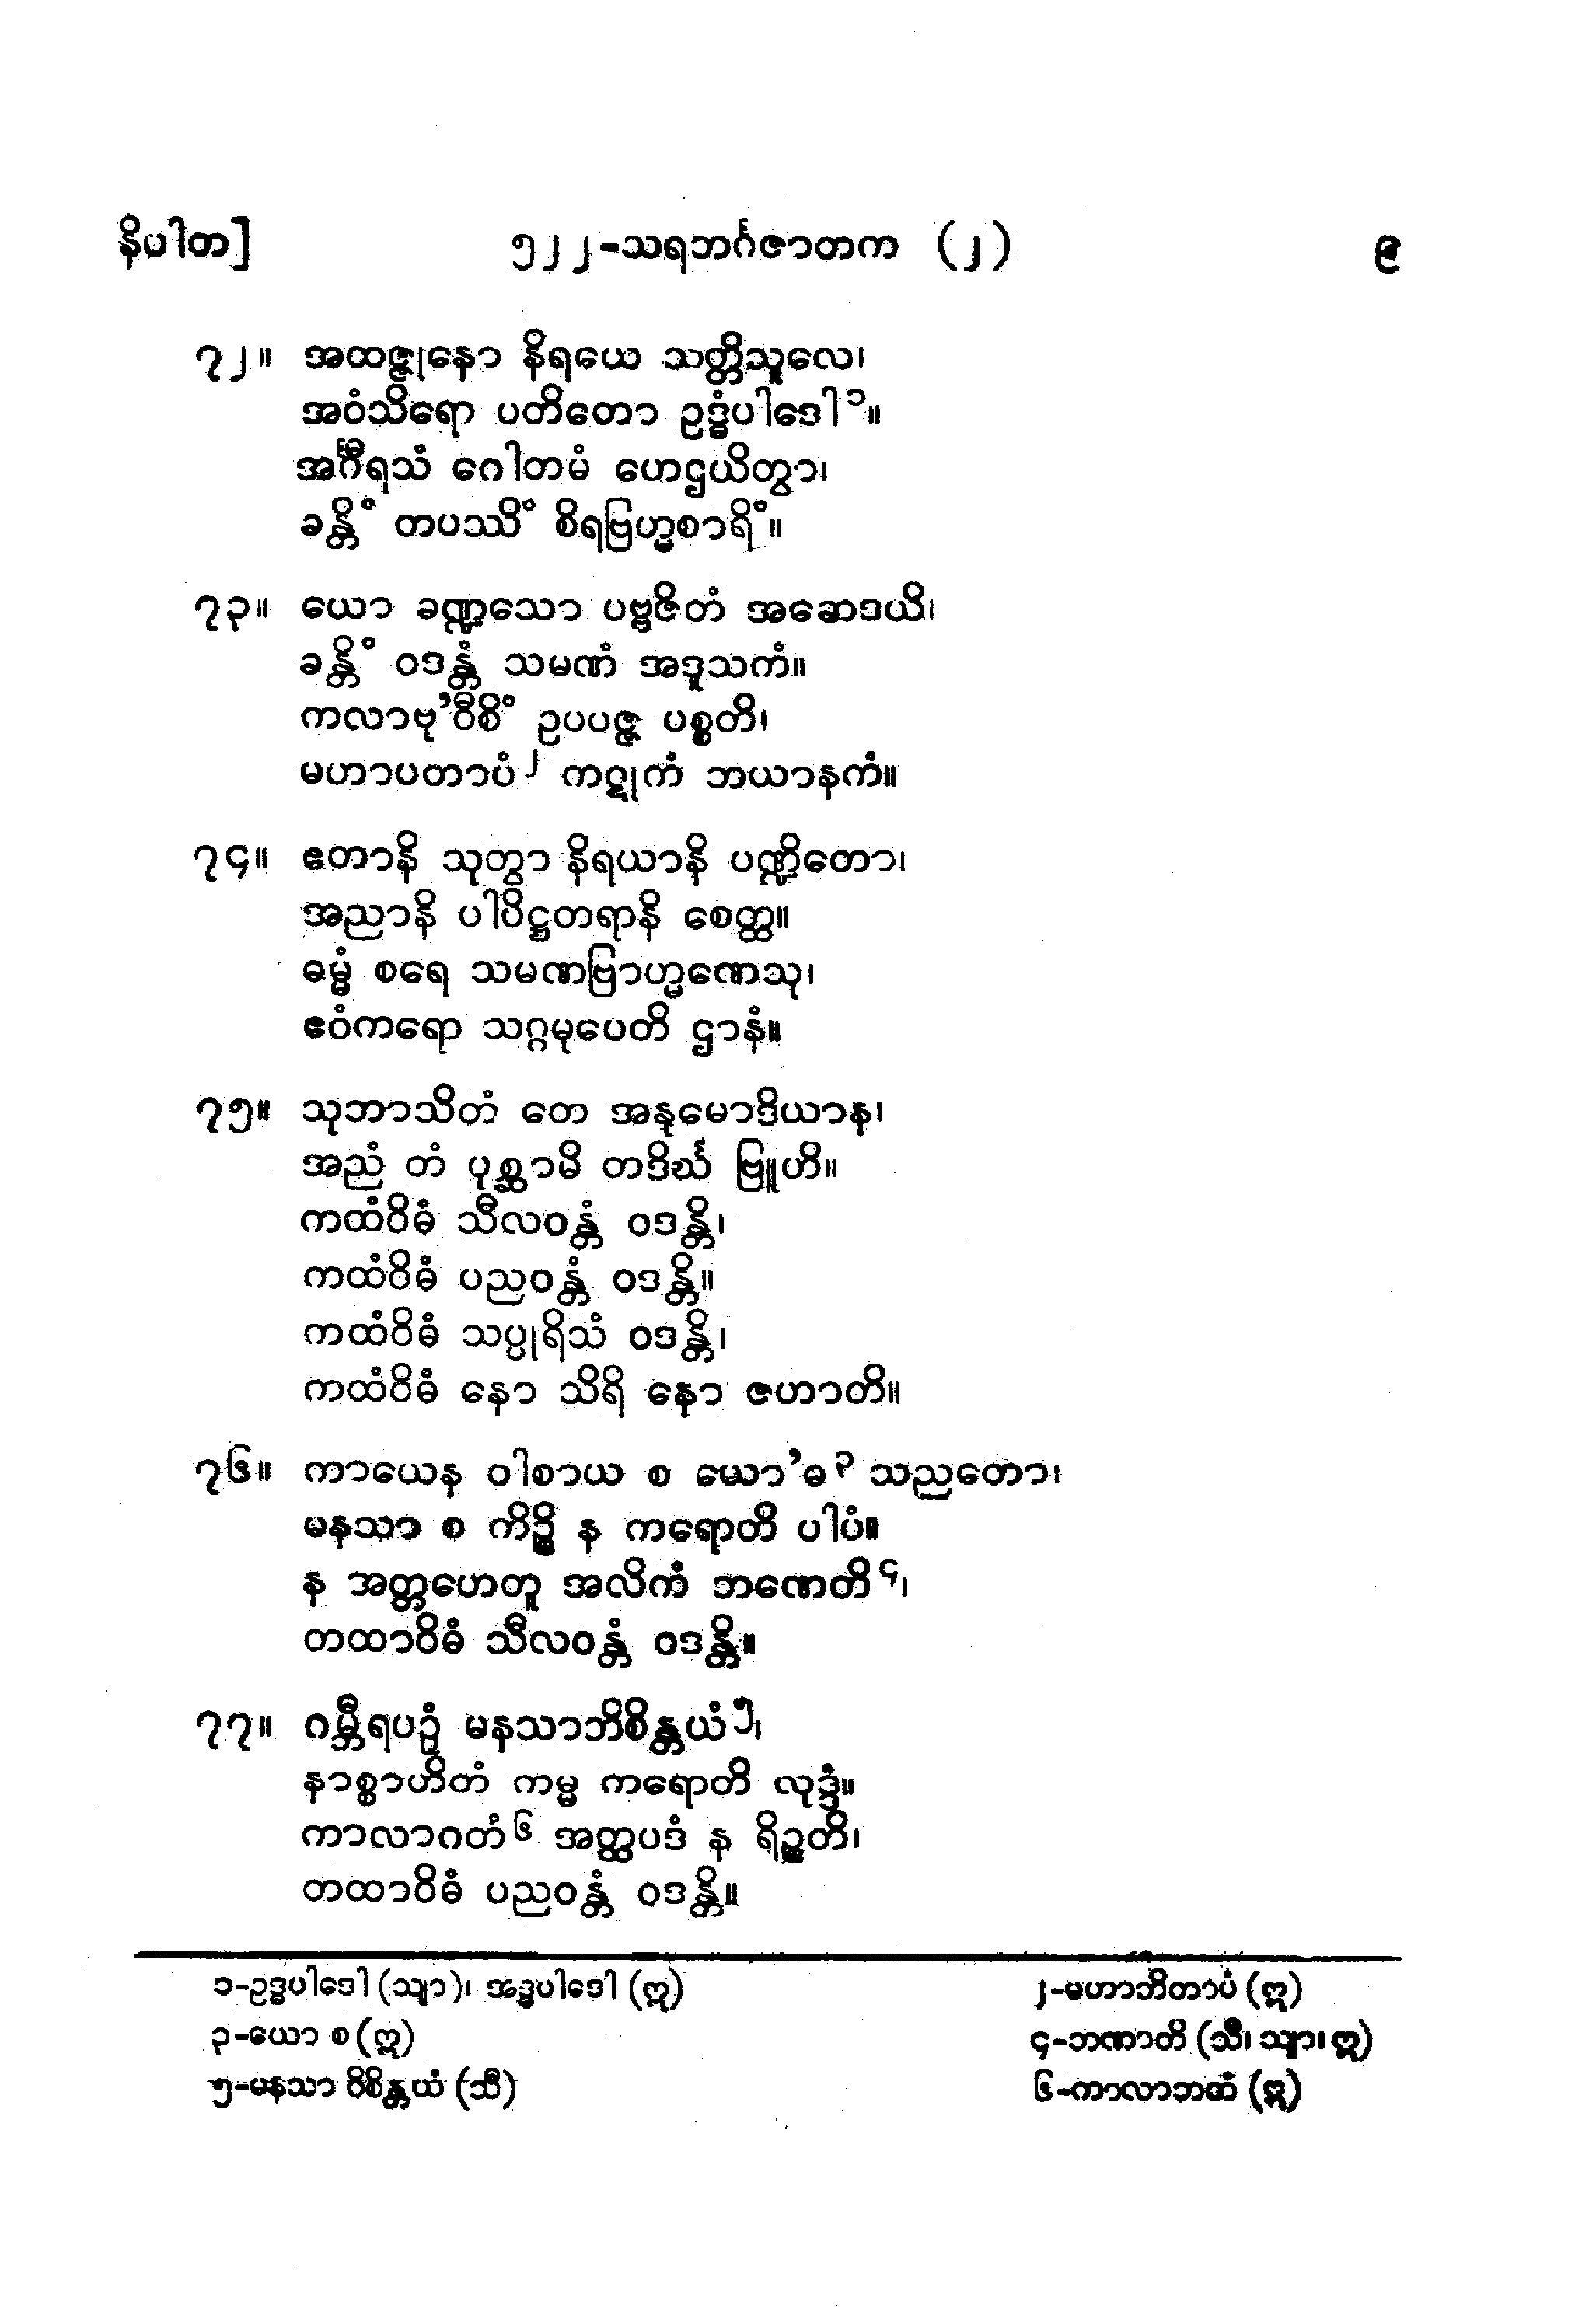 နိပါတ]   ၅၂၂-သရဘင်္ဂဇာတက (၂)   ၉
၇၂။ အထဇ္ဇုနော နိရယေ သတ္တိသူလေ၊
အဝံသိရော ပတိတော ဥဒ္ဓံပါဒေါ ၁။
အင်္ဂီရသံ ဂေါတမံ ဟေဌယိတွာ၊
ခန္တိံ တပဿိံ စိရဗြဟ္မစာရိံ။
၇၃။ ယော ခဏ္ဍသော ပဗ္ဗဇိတံ အဆေဒယိ၊
ခန္တိံ ဝဒန္တံ သမဏံ အဒူသကံ။
ကလာဗု’ဝီစိံ ဥပပဇ္ဇ ပစ္စတိ၊
မဟာပတာပံ ၂ ကဋုကံ ဘယာနကံ။
၇၄။ ဧတာနိ သုတွာ နိရယာနိ ပဏ္ဍိတော၊
အညာနိ ပါပိဋ္ဌတရာနိ စေတ္ထ။
ဓမ္မံ စရေ သမဏဗြာဟ္မဏေသု၊
ဧဝံကရော သဂ္ဂမုပေတိ ဌာနံ။
၇၅။ သုဘာသိတံ တေ အနုမောဒိယာန၊
အညံ တံ ပုစ္ဆာမိ တဒိင်္ဃ ဗြူဟိ။
ကထံဝိဓံ သီလဝန္တံ ဝဒန္တိ၊
ကထံဝိဓံ ပညဝန္တံ ဝဒန္တိ။
ကထံဝိဓံ သပ္ပုရိသံ ဝဒန္တိ၊
ကထံဝိဓံ နော သိရိ နော ဇဟာတိ။
၇၆။ ကာယေန ဝါစာယ စ ယော’ဓ ၃ သညတော၊
မနသာ စ ကိဉ္စိ န ကရောတိ ပါပံ။
န အတ္တဟေတူ အလိကံ ဘဏေတိ ၄၊
တထာဝိဓံ သီလဝန္တံ ဝဒန္တိ။
၇၇။ ဂမ္ဘီရပဉှံ မနသာဘိစိန္တယံ ၅၊
နာစ္စာဟိတံ ကမ္မ ကရောတိ လုဒ္ဒံ။
ကာလာဂတံ ၆ အတ္ထပဒံ န ရိဉ္စတိ၊
တထာဝိဓံ ပညဝန္တံ ဝဒန္တိ။
၁-ဥဒ္ဓပါဒေါ (သျာ)၊ အဒ္ဓပါဒေါ (ဣ)   ၂-မဟာဘိတာပံ (ဣ)
၃-ယော စ (ဣ)   ၄-ဘဏာတိ (သီ၊ သျာ၊ ဣ)
၅-မနသာ ဝိစိန္တယံ (သီ)   ၆-ကာလာဘတံ (ဣ)